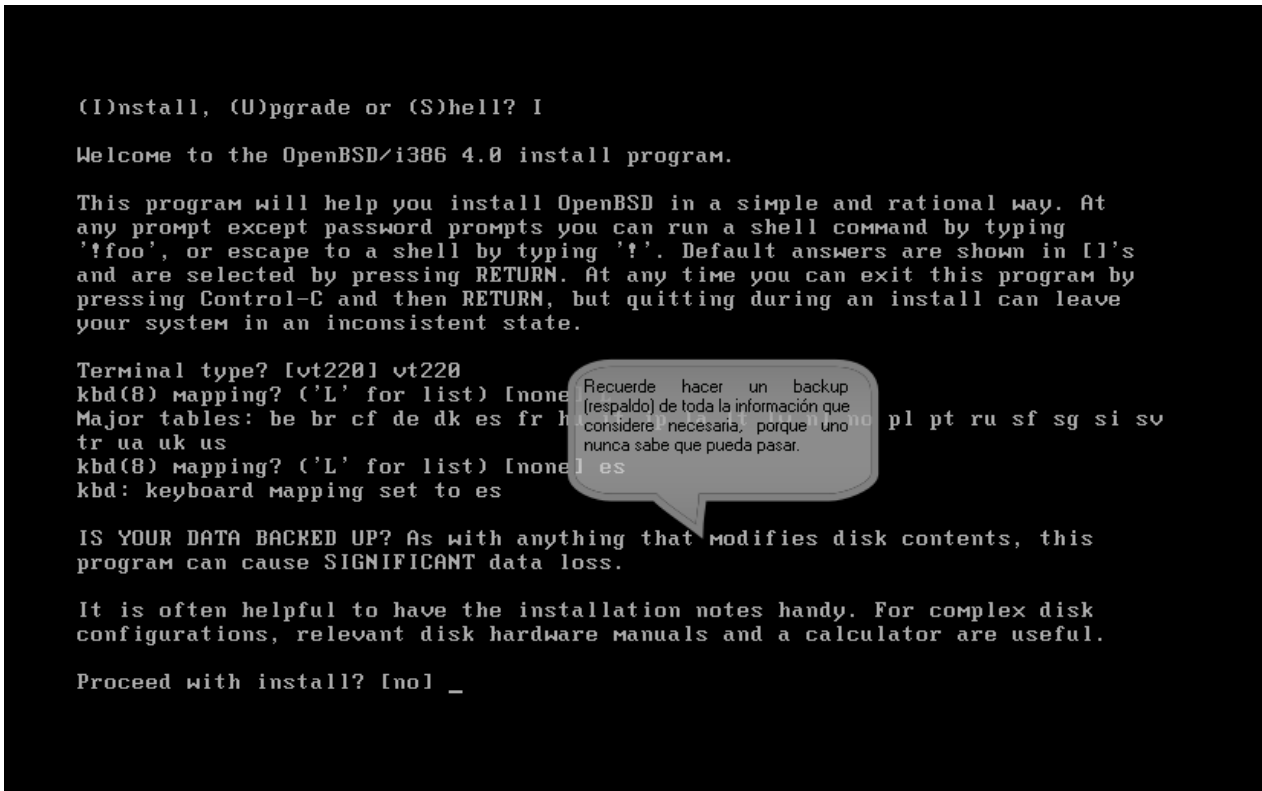 (I)nstall, (U)pgrade or (S)hell? I
Welcome to the OpenBSD/i386 4.0 install program.
This program will help you install OpenBSD in a simple and rational way. At
any prompt except password prompts you can run a shell command by typing
'!foo', or escape to a shell by typing '!'. Default answers are shown in []'s
and are selected by pressing RETURN. At any time you can exit this program by
pressing Control-C and then RETURN, but quitting during an install can leave
your system in an inconsistent state.
Terminal type? [vt220] vt220
kbd(8) mapping? ('L' for list) [none]
Major tables: be br cf de dk es fr no pl pt ru sf sg si sv
tr ua uk us
kbd(8) mapping? ('L' for list) [none] es
kbd: keyboard mapping set to es
Recuerde hacer un backup
(respaldo) de toda la información que
considere necesaria, porque uno
nunca sabe que pueda pasar.
IS YOUR DATA BACKED UP? As with anything that modifies disk contents, this
program can cause SIGNIFICANT data loss.
It is often helpful to have the installation notes handy. For complex disk
configurations, relevant disk hardware manuals and a calculator are useful.
Proceed with install? [no] _